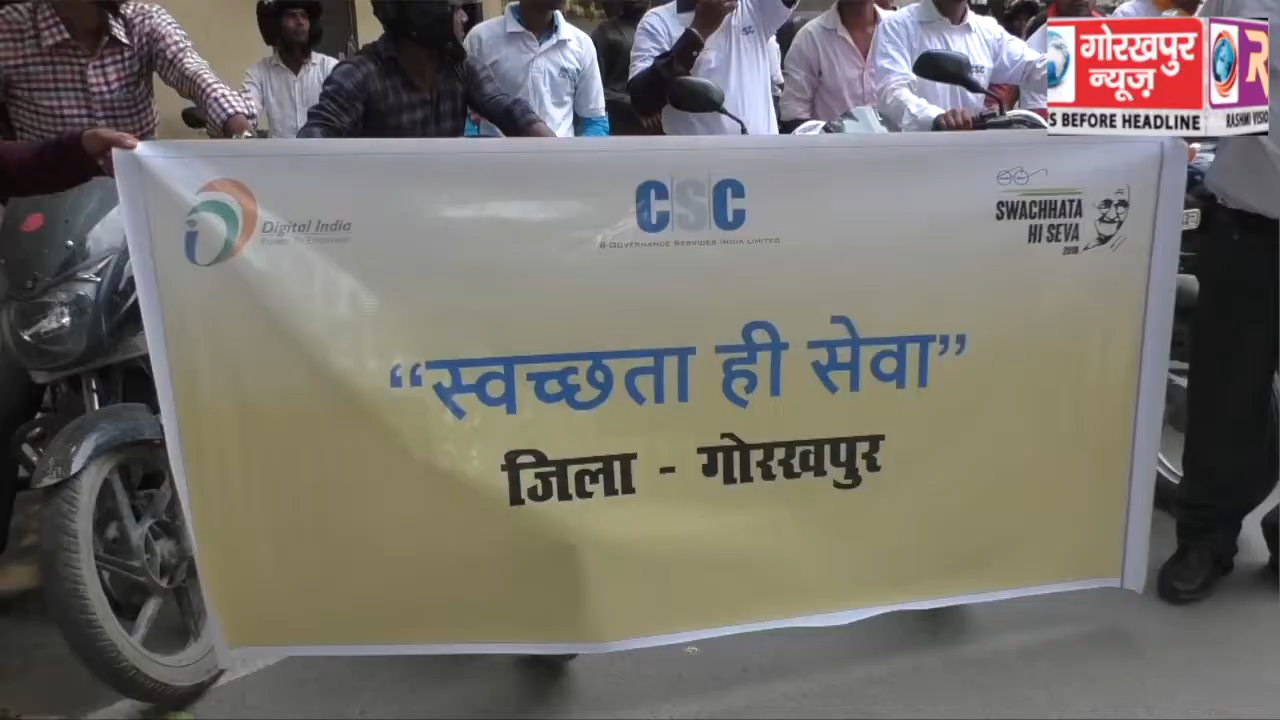 गोरखपुर
न्यूज़
S BEFORE HEADLINE
RASHMI VISIO
Digital India
Power To Empower
CSC
e-Governance Services India Limited
SWACHHATA
HI SEVA
2018
“स्वच्छता ही सेवा”
जिला - गोरखपुर